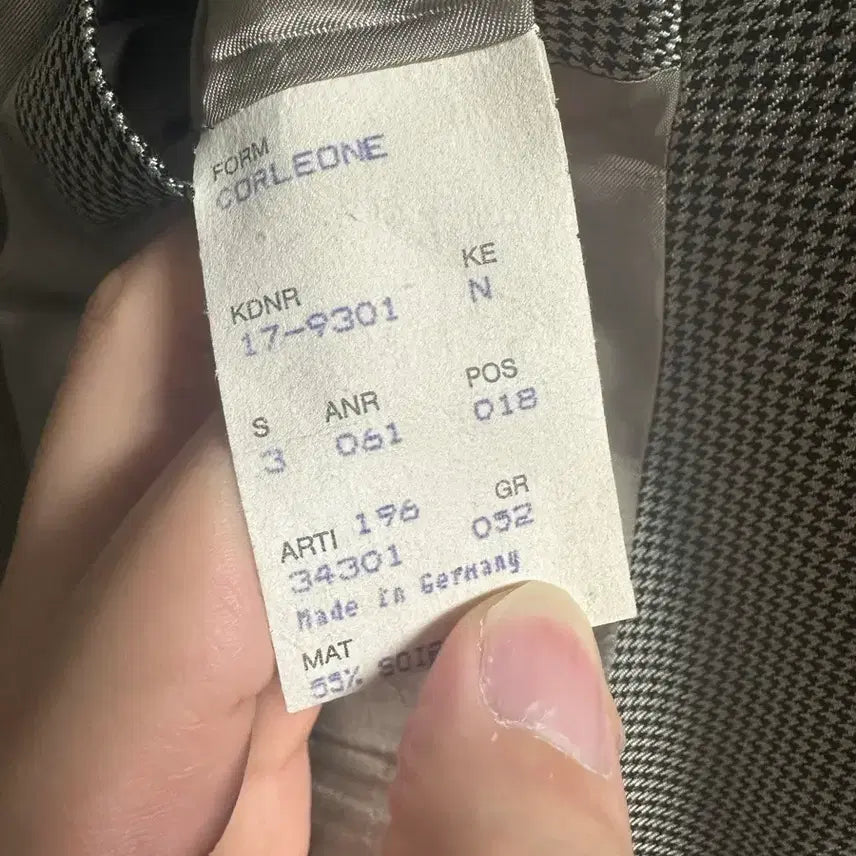 FORM
CORLEONE
KE
KDNR
N
17-9301
POS
S ANR
018
3 061
GR
ARTI 196
052
34301
Made in Germany
MAT
55%